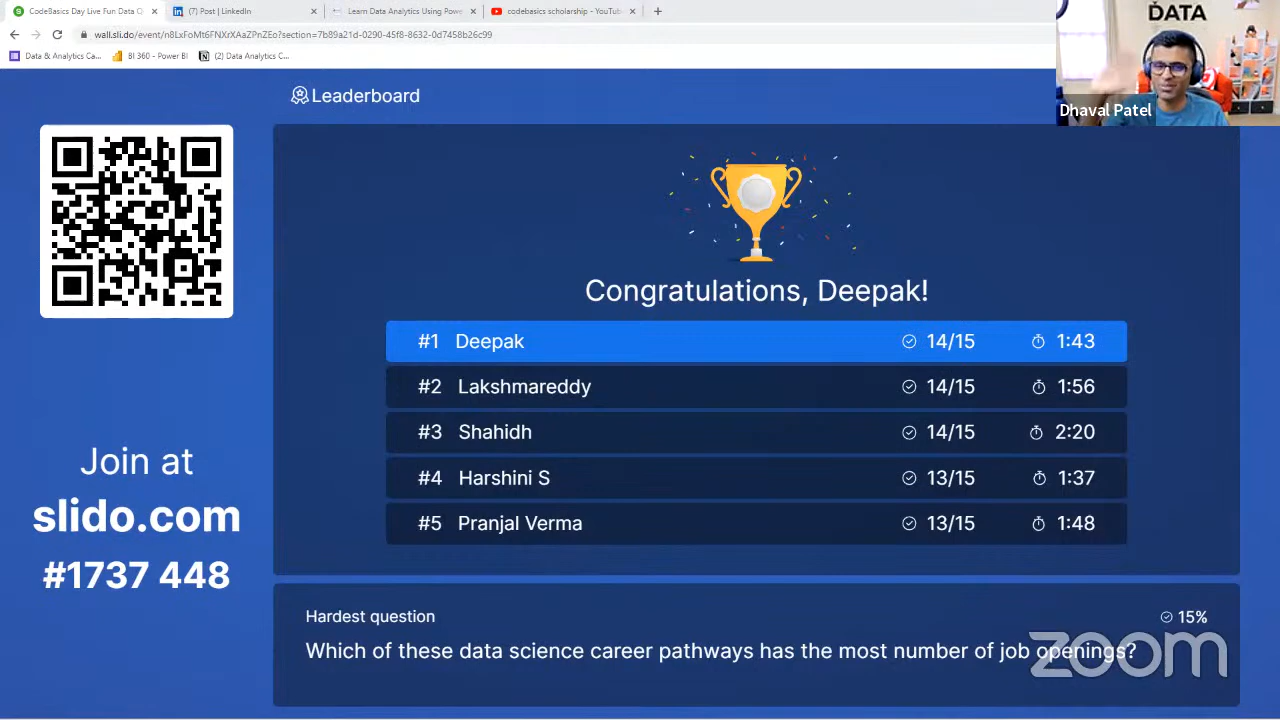 CodeBasics Day Live Fun Data Q
(7) Post | LinkedIn
Learn Data Analytics Using Powe
codebasics scholarship - YouTub
wall.sli.do/event/n8LxFoMt6FNXrXAaZPnZEo?section=7b89a21d-0290-45f8-8632-0d7458b26c99
Data & Analytics Ca...
BI 360 - Power BI
(2) Data Analytics C...
DATA
Dhaval Patel
Leaderboard
Congratulations, Deepak!
#1 Deepak 14/15 1:43
#2 Lakshmareddy 14/15 1:56
#3 Shahidh 14/15 2:20
#4 Harshini S 13/15 1:37
#5 Pranjal Verma 13/15 1:48
Join at
slido.com
#1737 448
Hardest question 15%
Which of these data science career pathways has the most number of job openings?
zoom